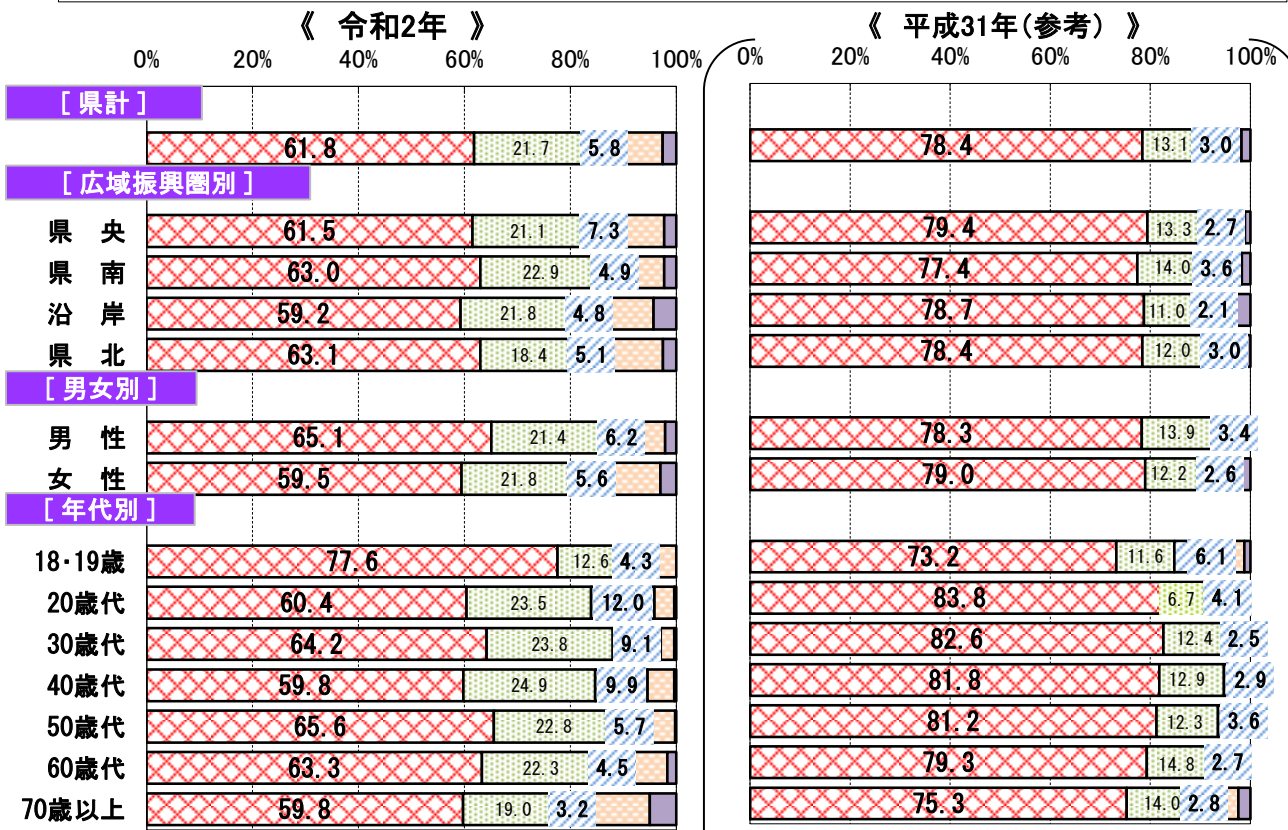 《 令和2年 》 《 平成31年(参考) 》
0% 20% 40% 60% 80% 100% 0% 20% 40% 60% 80% 100%
[ 県計 ]
61.8 21.7 5.8 78.4 13.1 3.0
[ 広域振興圏別 ]
県 央 61.5 21.1 7.3 79.4 13.3 2.7
県 南 63.0 22.9 4.9 77.4 14.0 3.6
沿 岸 59.2 21.8 4.8 78.7 11.0 2.1
県 北 63.1 18.4 5.1 78.4 12.0 3.0
[ 男女別 ]
男 性 65.1 21.4 6.2 78.3 13.9 3.4
女 性 59.5 21.8 5.6 79.0 12.2 2.6
[ 年代別 ]
18・19歳 77.6 12.6 4.3 73.2 11.6 6.1
20歳代 60.4 23.5 12.0 83.8 6.7 4.1
30歳代 64.2 23.8 9.1 82.6 12.4 2.5
40歳代 59.8 24.9 9.9 81.8 12.9 2.9
50歳代 65.6 22.8 5.7 81.2 12.3 3.6
60歳代 63.3 22.3 4.5 79.3 14.8 2.7
70歳以上 59.8 19.0 3.2 75.3 14.0 2.8